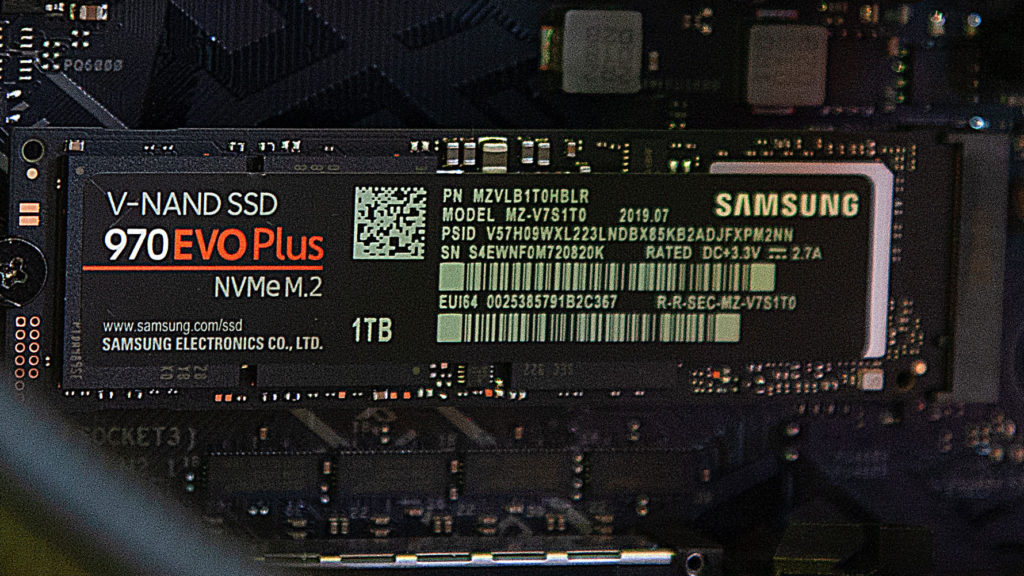 PQ6000
V-NAND SSD
970 EVO Plus
NVMe M.2
www.samsung.com/ssd
SAMSUNG ELECTRONICS CO., LTD.
1TB
PN MZVLB1T0HBLR
MODEL MZ-V7S1T0 2019.07
PSID V57H09WXL223LNDBX85KB2ADJFXPM2NN
SN S4EWNF0M720820K RATED DC+3.3V 2.7A
EUI64 0025385791B2C367 R-R-SEC-MZ-V7S1T0
SAMSUNG
SOCKET3)